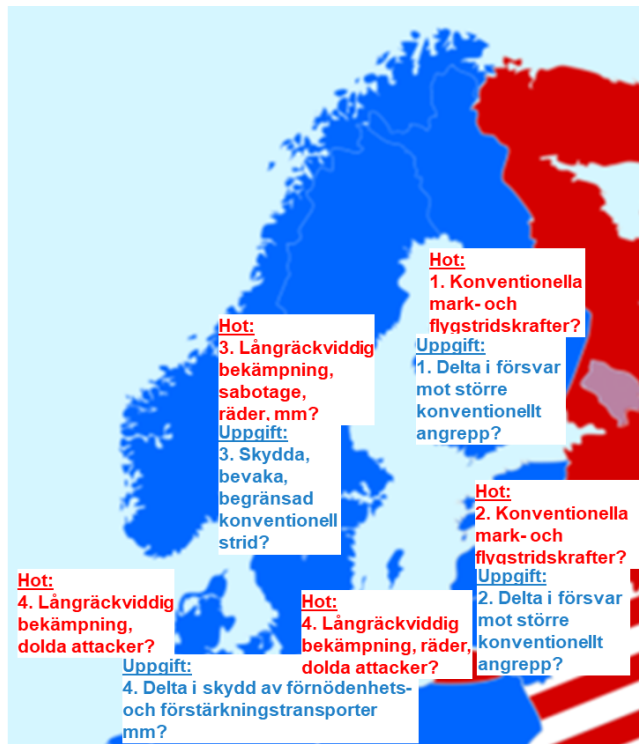 Hot:
1. Konventionella
mark- och
flygstridskrafter?
Uppgift:
1. Delta i försvar
mot större
konventionellt
angrepp?
Hot:
3. Långräckviddig
bekämpning,
sabotage,
räder, mm?
Uppgift:
3. Skydda,
bevaka,
begränsad
konventionell
strid?
Hot:
2. Konventionella
mark- och
flygstridskrafter?
Uppgift:
2. Delta i försvar
mot större
konventionellt
angrepp?
Hot:
4. Långräckviddig
bekämpning,
dolda attacker?
Hot:
4. Långräckviddig
bekämpning, räder,
dolda attacker?
Uppgift:
4. Delta i skydd av förnödenhets-
och förstärkningstransporter
mm?